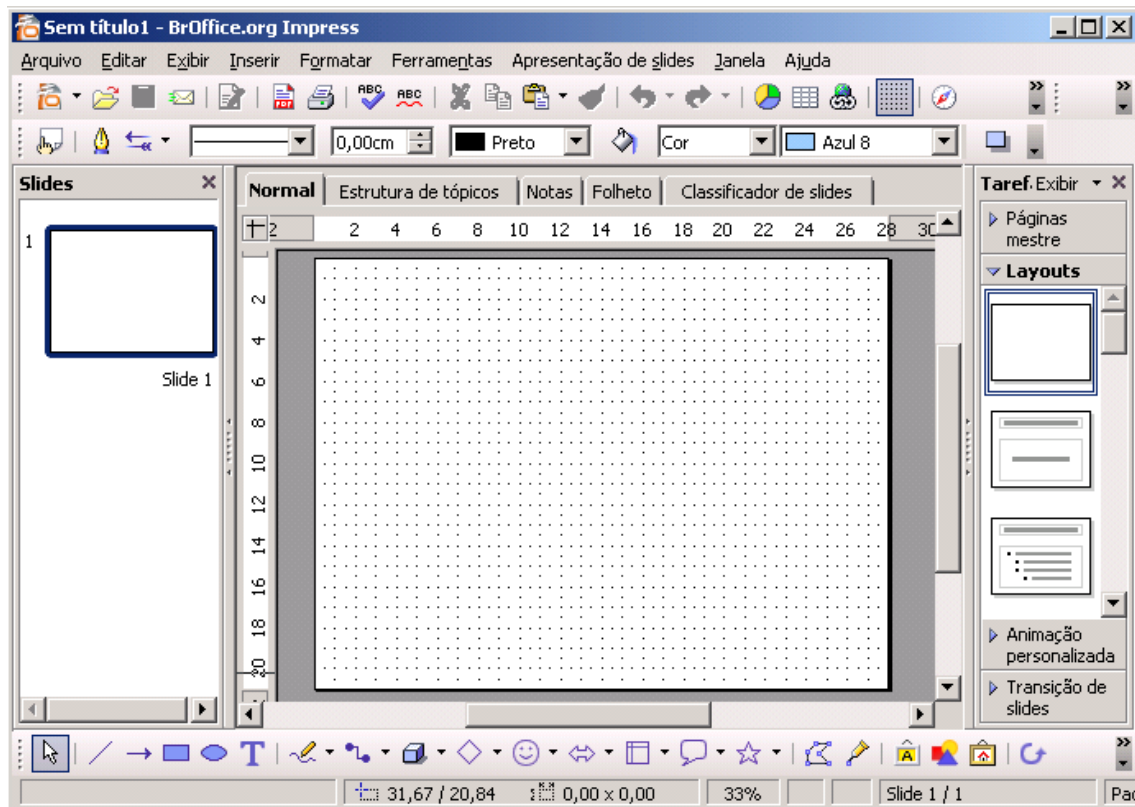 Sem título1 - BrOffice.org Impress
Arquivo Editar Exibir Inserir Formatar Ferramentas Apresentação de slides Janela Ajuda
PDF ABC ABC
0,00cm Preto Cor Azul 8
Slides
Normal Estrutura de tópicos Notas Folheto Classificador de slides
Taref. Exibir
2 2 4 6 8 10 12 14 16 18 20 22 24 26 28 30
Páginas
mestre
1
Layouts
Slide 1
2
4
6
8
10
12
14
16
18
20
Animação
personalizada
Transição de
slides
T A
31,67 / 20,84 0,00 x 0,00 33% Slide 1 / 1 Pad